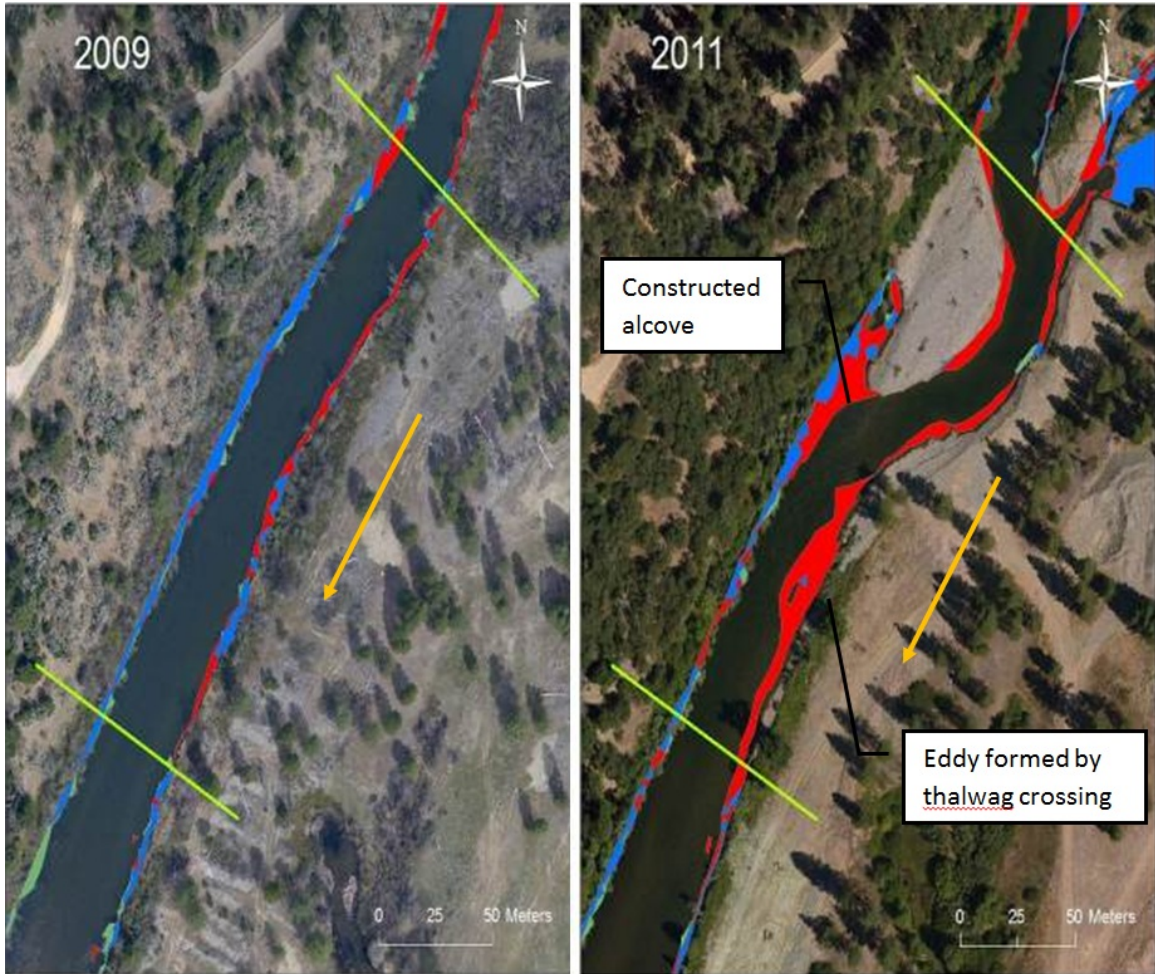 2009
N
0 25 50 Meters
2011
N
Constructed
alcove
Eddy formed by
thalwag crossing
0 25 50 Meters